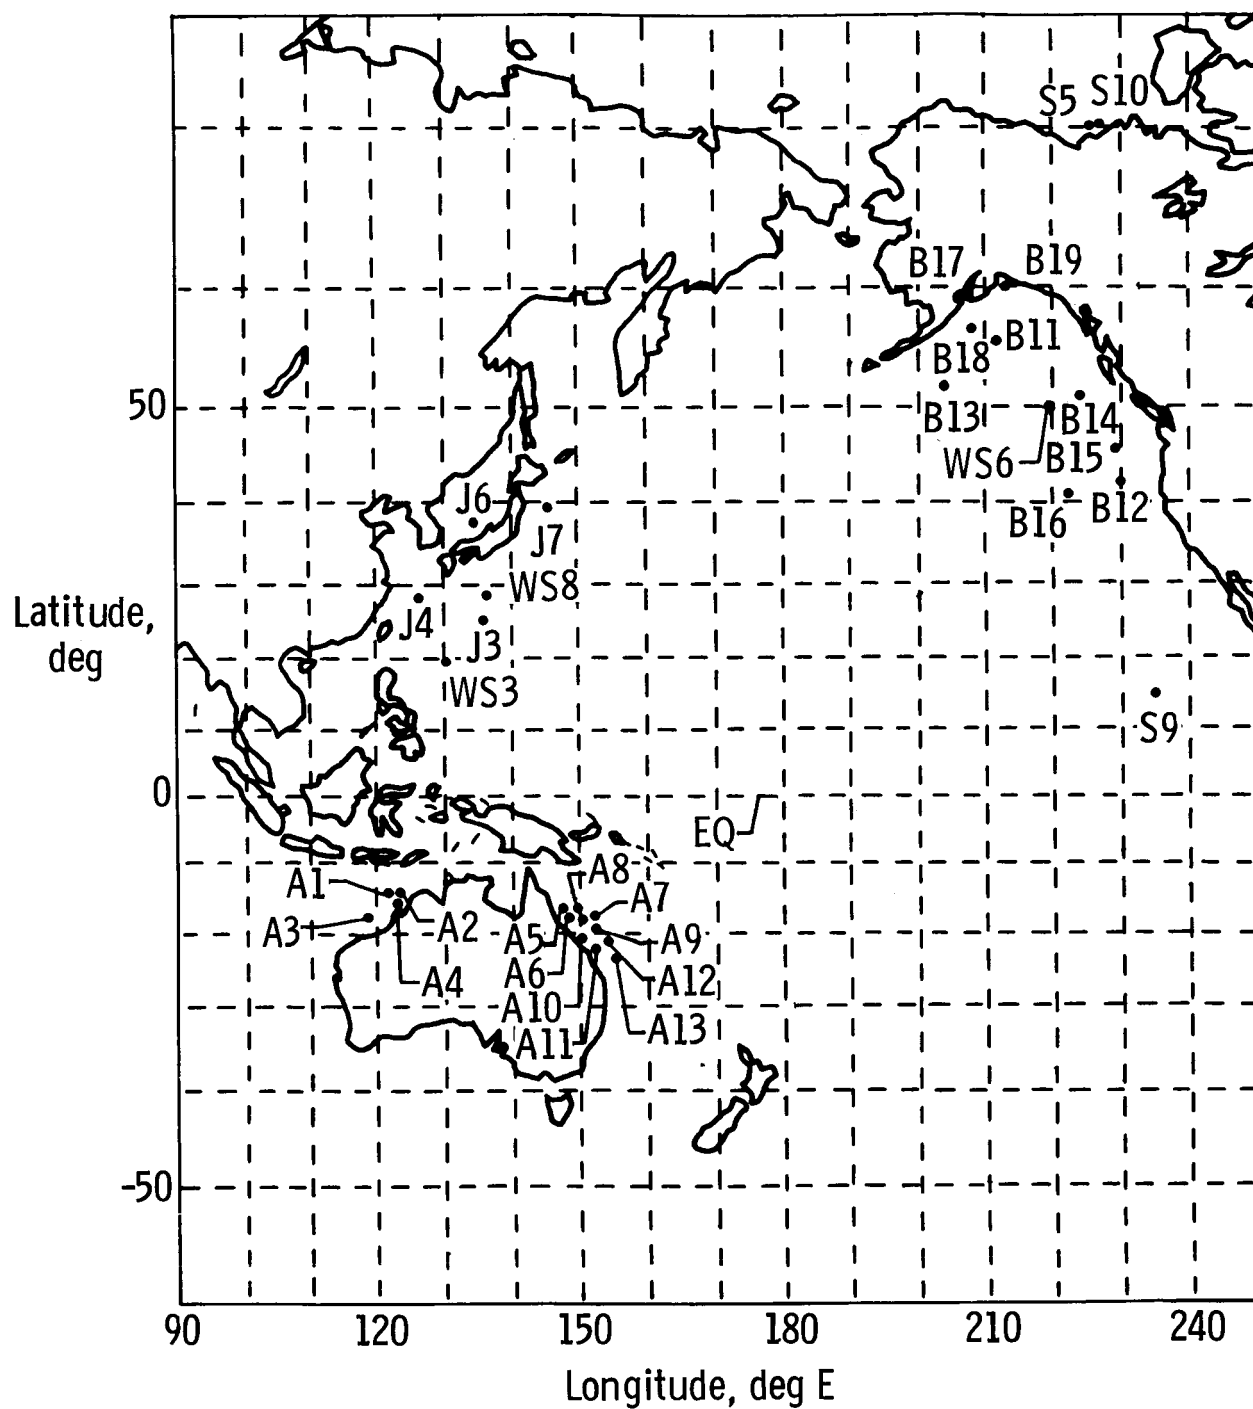 S5 S10
B17 B19
B11
B18
50
B13 B14
WS6 B15
J6
B16 B12
J7
WS8
Latitude,
deg
J4
J3
WS3
S9
0
EQ
A8
A1
A7
A3 A2 A5 A9
A6
A4 A12
A10
A11 A13
-50
90 120 150 180 210 240
Longitude, deg E